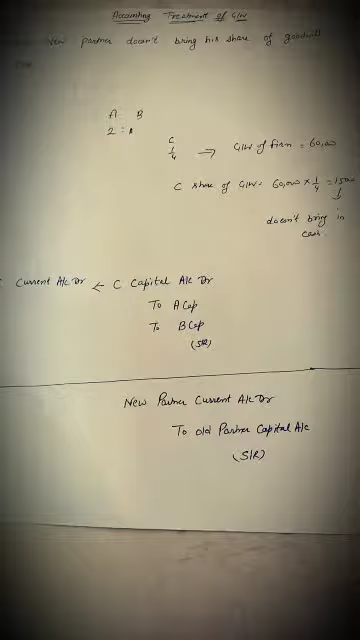 Accounting Treatment of G/W
New partner doesn't bring his share of goodwill
A B
2 : 1
C
1/4 → G/W of firm = 60,000
C share of G/W = 60,000 × 1/4 = 15000
↓
doesn't bring in
cash.
Current A/c Dr ← C Capital A/c Dr
To A Cap
To B Cap
(S/R)
New Partner Current A/c Dr
To old Partner Capital A/c
(S/R)